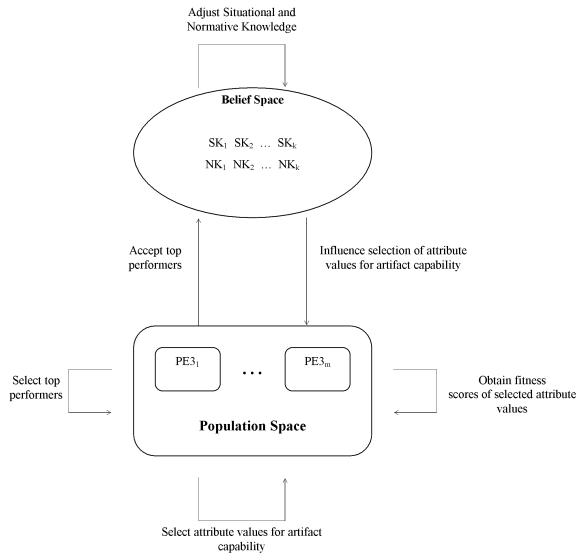 Adjust Situational and
Normative Knowledge
Belief Space
SK₁ SK₂ … SKₖ
NK₁ NK₂ … NKₖ
Accept top
performers
Influence selection of attribute
values for artifact capability
PE3₁ • • • PE3ₘ
Select top
performers
Obtain fitness
scores of selected attribute
values
Population Space
Select attribute values for artifact
capability